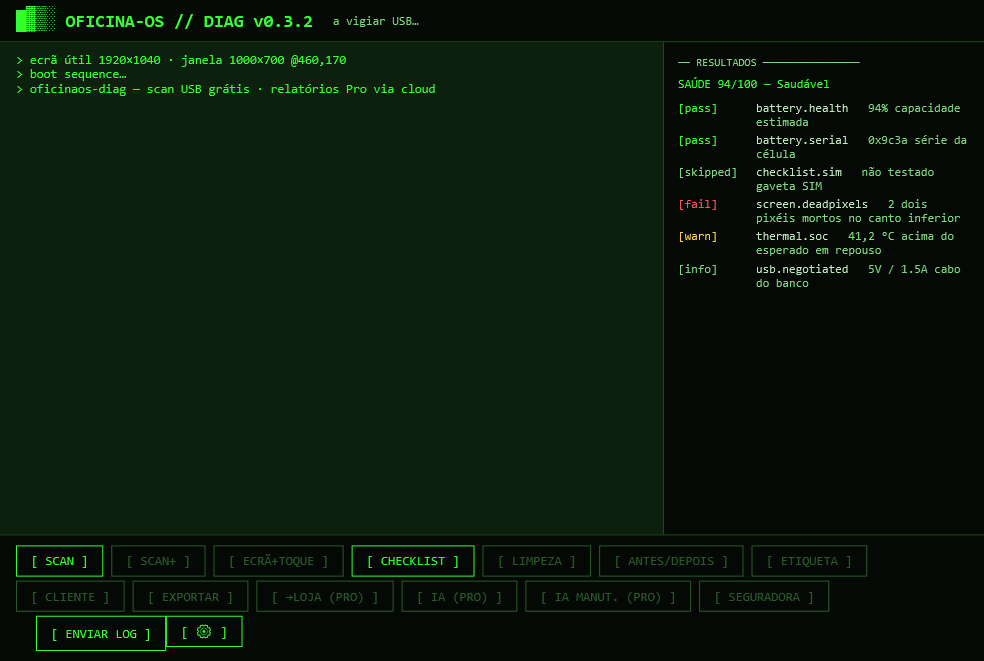 OFICINA-OS // DIAG v0.3.2 a vigiar USB…
> ecrã útil 1920×1040 · janela 1000×700 @460,170
> boot sequence…
> oficinaos-diag — scan USB grátis · relatórios Pro via cloud
── RESULTADOS ──────────────
SAÚDE 94/100 — Saudável
[pass] battery.health 94% capacidade
estimada
[pass] battery.serial 0x9c3a série da
célula
[skipped] checklist.sim não testado
gaveta SIM
[fail] screen.deadpixels 2 dois
pixéis mortos no canto inferior
[warn] thermal.soc 41,2 ºC acima do
esperado em repouso
[info] usb.negotiated 5V / 1.5A cabo
do banco
[ SCAN ] [ SCAN+ ] [ ECRÃ+TOQUE ] [ CHECKLIST ] [ LIMPEZA ] [ ANTES/DEPOIS ] [ ETIQUETA ]
[ CLIENTE ] [ EXPORTAR ] [ →LOJA (PRO) ] [ IA (PRO) ] [ IA MANUT. (PRO) ] [ SEGURADORA ]
[ ENVIAR LOG ] [ ⚙ ]